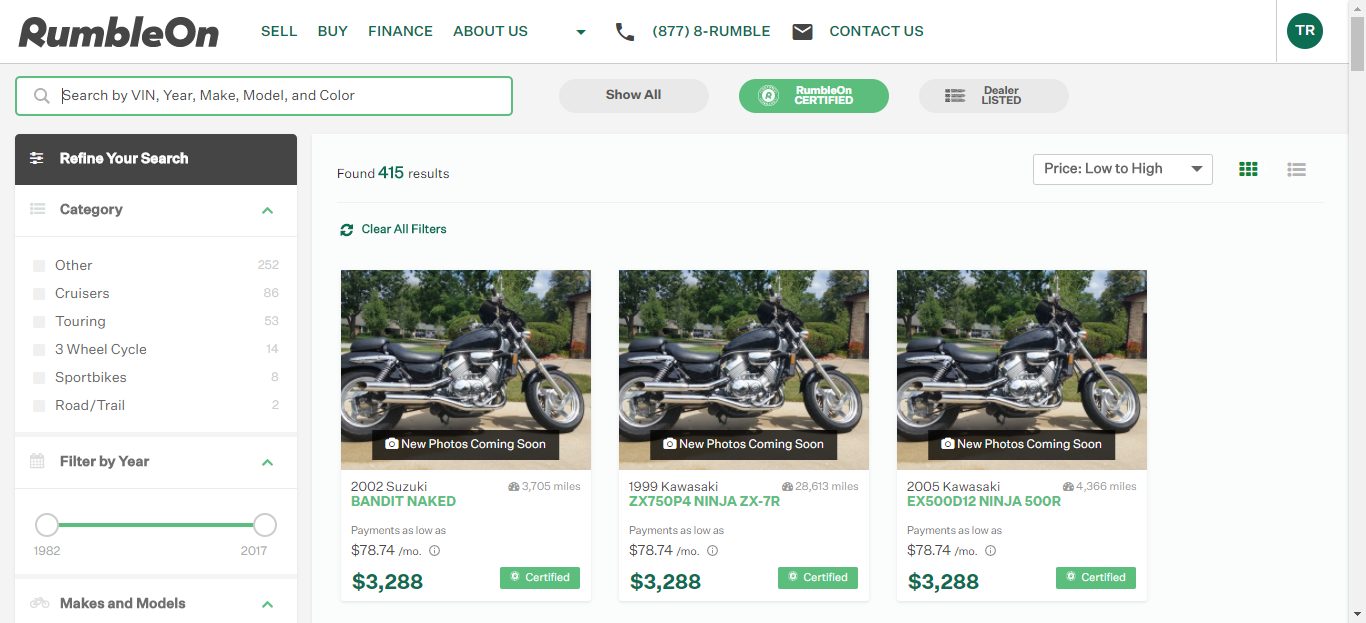 RumbleOn
SELL BUY FINANCE ABOUT US (877) 8-RUMBLE CONTACT US TR
Search by VIN, Year, Make, Model, and Color
Show All
RumbleOn
CERTIFIED
Dealer
LISTED
Refine Your Search
Category
Other 252
Cruisers 86
Touring 53
3 Wheel Cycle 14
Sportbikes 8
Road/Trail 2
Filter by Year
1982 2017
Makes and Models
Found 415 results
Price: Low to High
Clear All Filters
New Photos Coming Soon
2002 Suzuki 3,705 miles
BANDIT NAKED
Payments as low as
$78.74 /mo.
$3,288 Certified
New Photos Coming Soon
1999 Kawasaki 28,613 miles
ZX750P4 NINJA ZX-7R
Payments as low as
$78.74 /mo.
$3,288 Certified
New Photos Coming Soon
2005 Kawasaki 4,366 miles
EX500D12 NINJA 500R
Payments as low as
$78.74 /mo.
$3,288 Certified